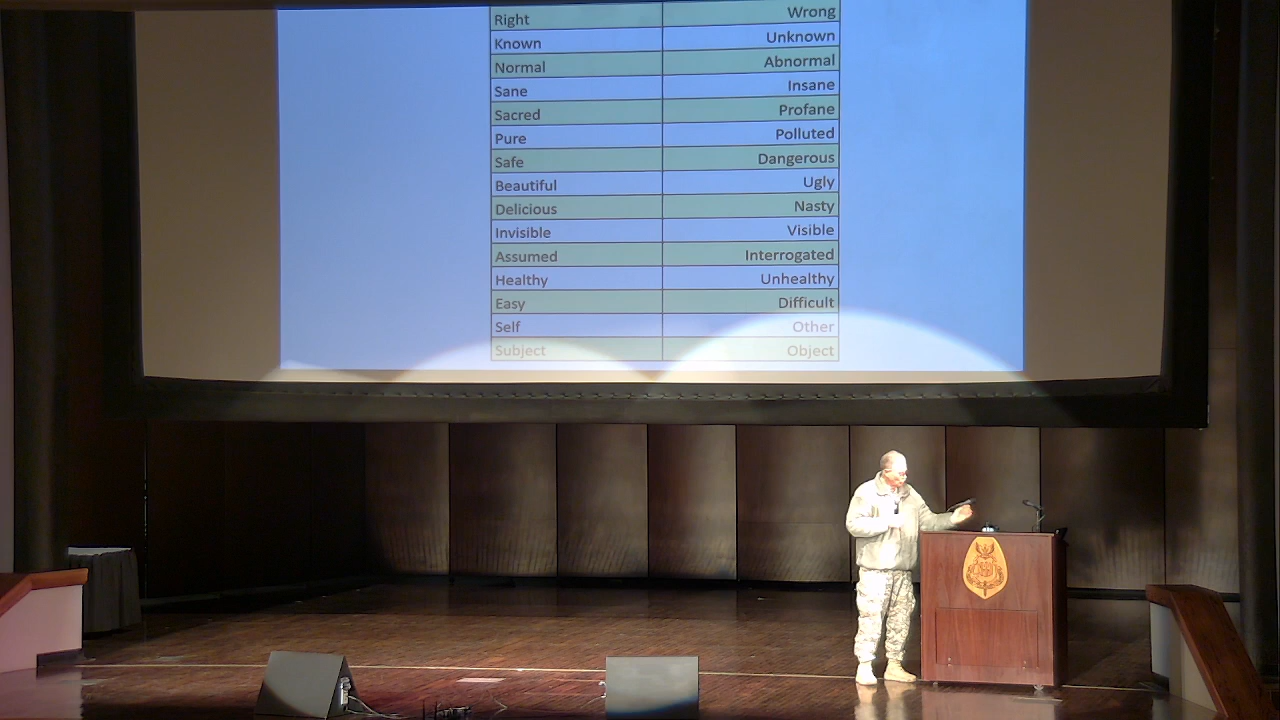 Right Wrong
Known Unknown
Normal Abnormal
Sane Insane
Sacred Profane
Pure Polluted
Safe Dangerous
Beautiful Ugly
Delicious Nasty
Invisible Visible
Assumed Interrogated
Healthy Unhealthy
Easy Difficult
Self Other
Subject Object